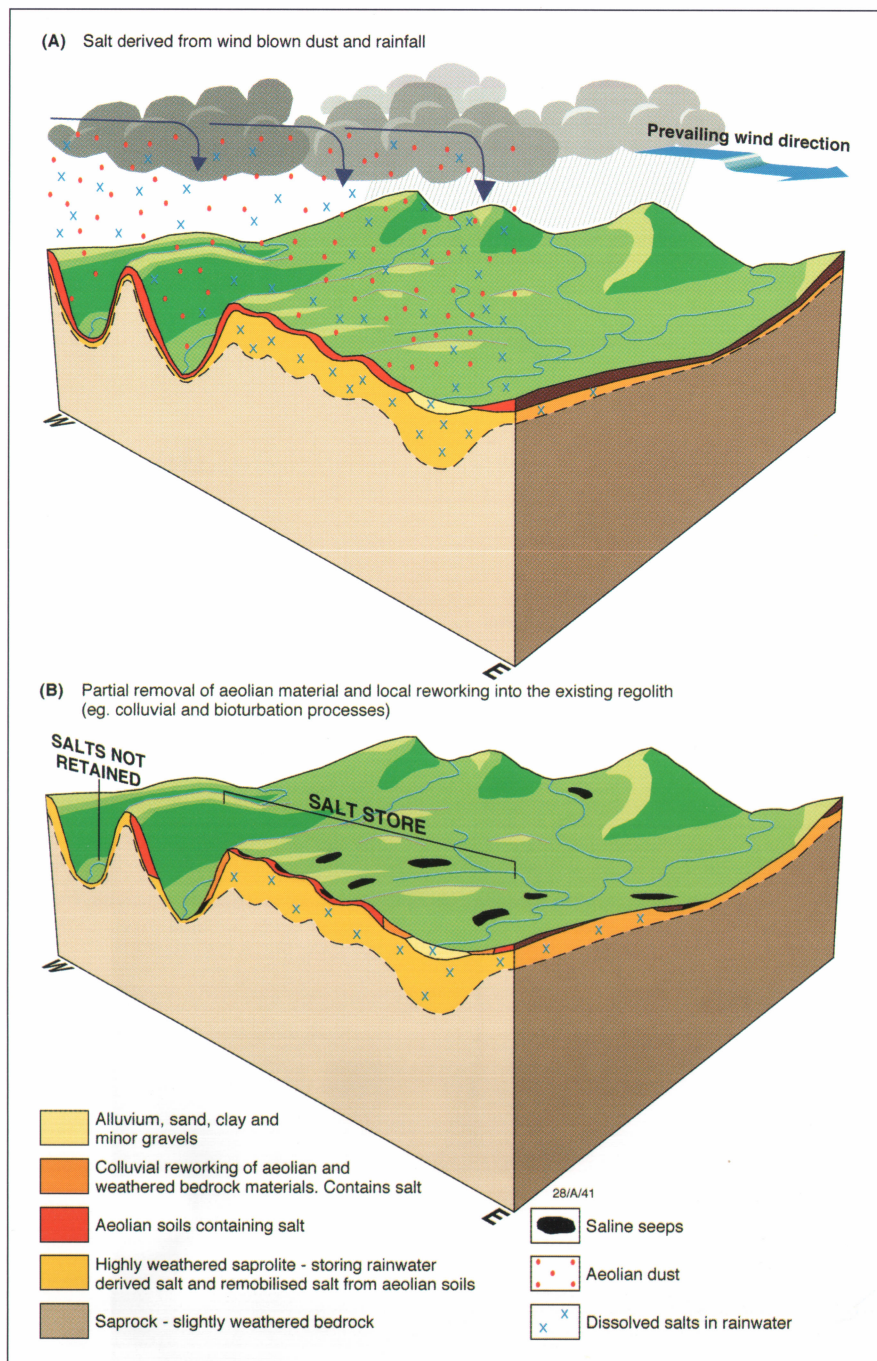 (A) Salt derived from wind blown dust and rainfall
Prevailing wind direction
W
E
(B) Partial removal of aeolian material and local reworking into the existing regolith
(eg. colluvial and bioturbation processes)
SALTS NOT
RETAINED
SALT STORE
W
E
Alluvium, sand, clay and
minor gravels
Colluvial reworking of aeolian and
weathered bedrock materials. Contains salt
Aeolian soils containing salt
Highly weathered saprolite - storing rainwater
derived salt and remobilised salt from aeolian soils
Saprock - slightly weathered bedrock
28/A/41
Saline seeps
Aeolian dust
Dissolved salts in rainwater